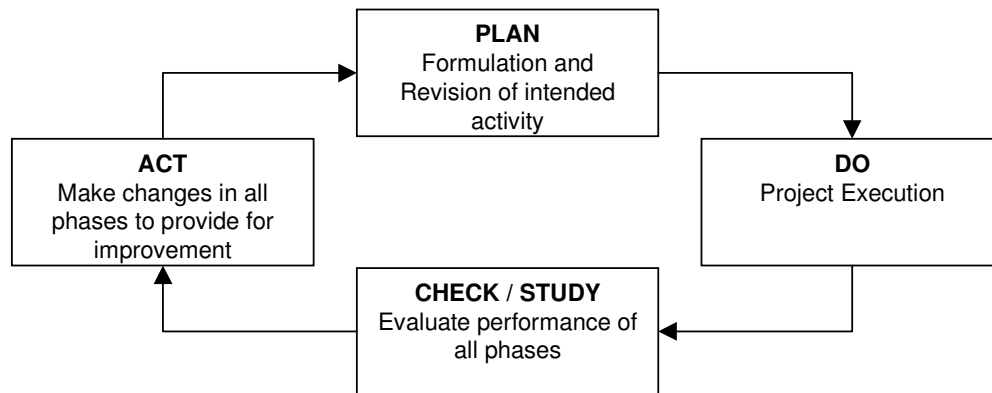 PLAN
Formulation and
Revision of intended
activity
DO
Project Execution
CHECK / STUDY
Evaluate performance of
all phases
ACT
Make changes in all
phases to provide for
improvement